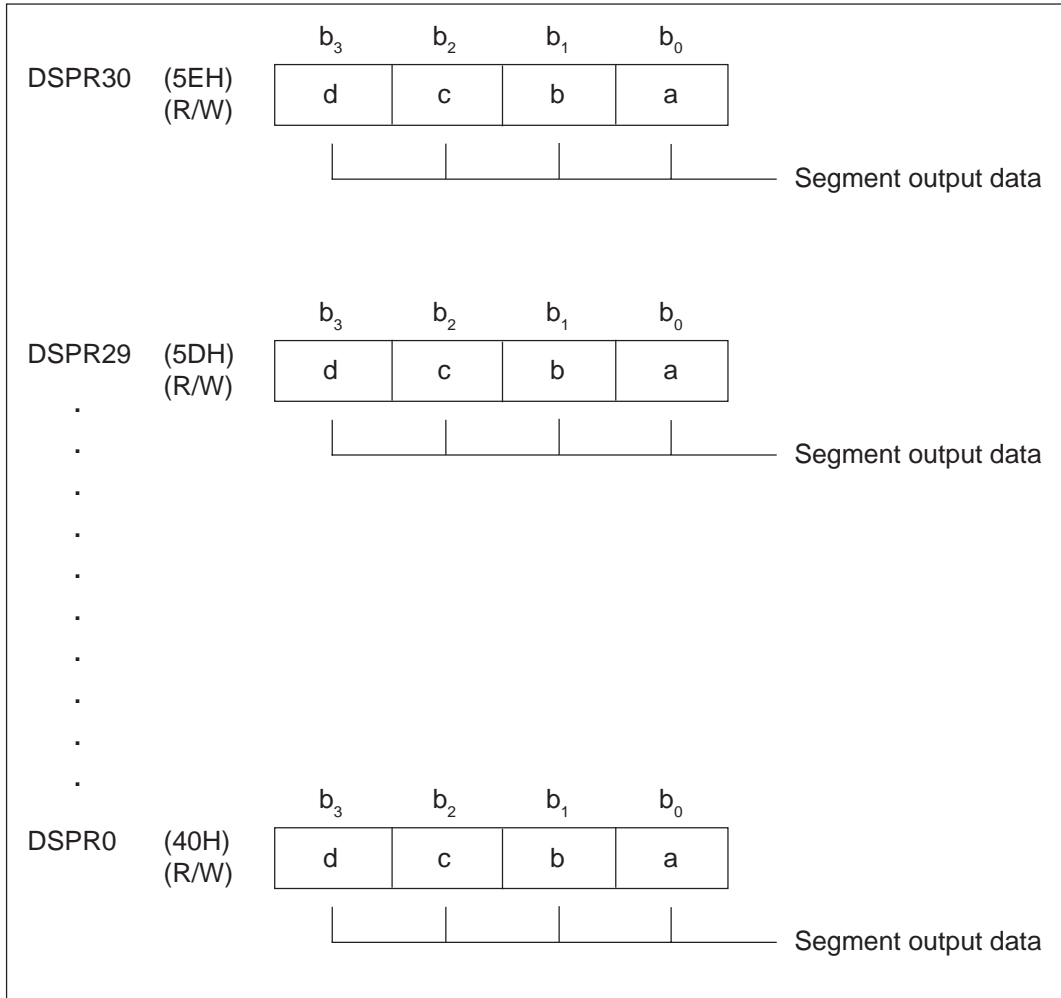 b3 b2 b1 b0
DSPR30 (5EH) d c b a
(R/W)
Segment output data
b3 b2 b1 b0
DSPR29 (5DH) d c b a
(R/W)
.
.
Segment output data
.
.
.
.
.
.
.
.
b3 b2 b1 b0
DSPR0 (40H) d c b a
(R/W)
Segment output data